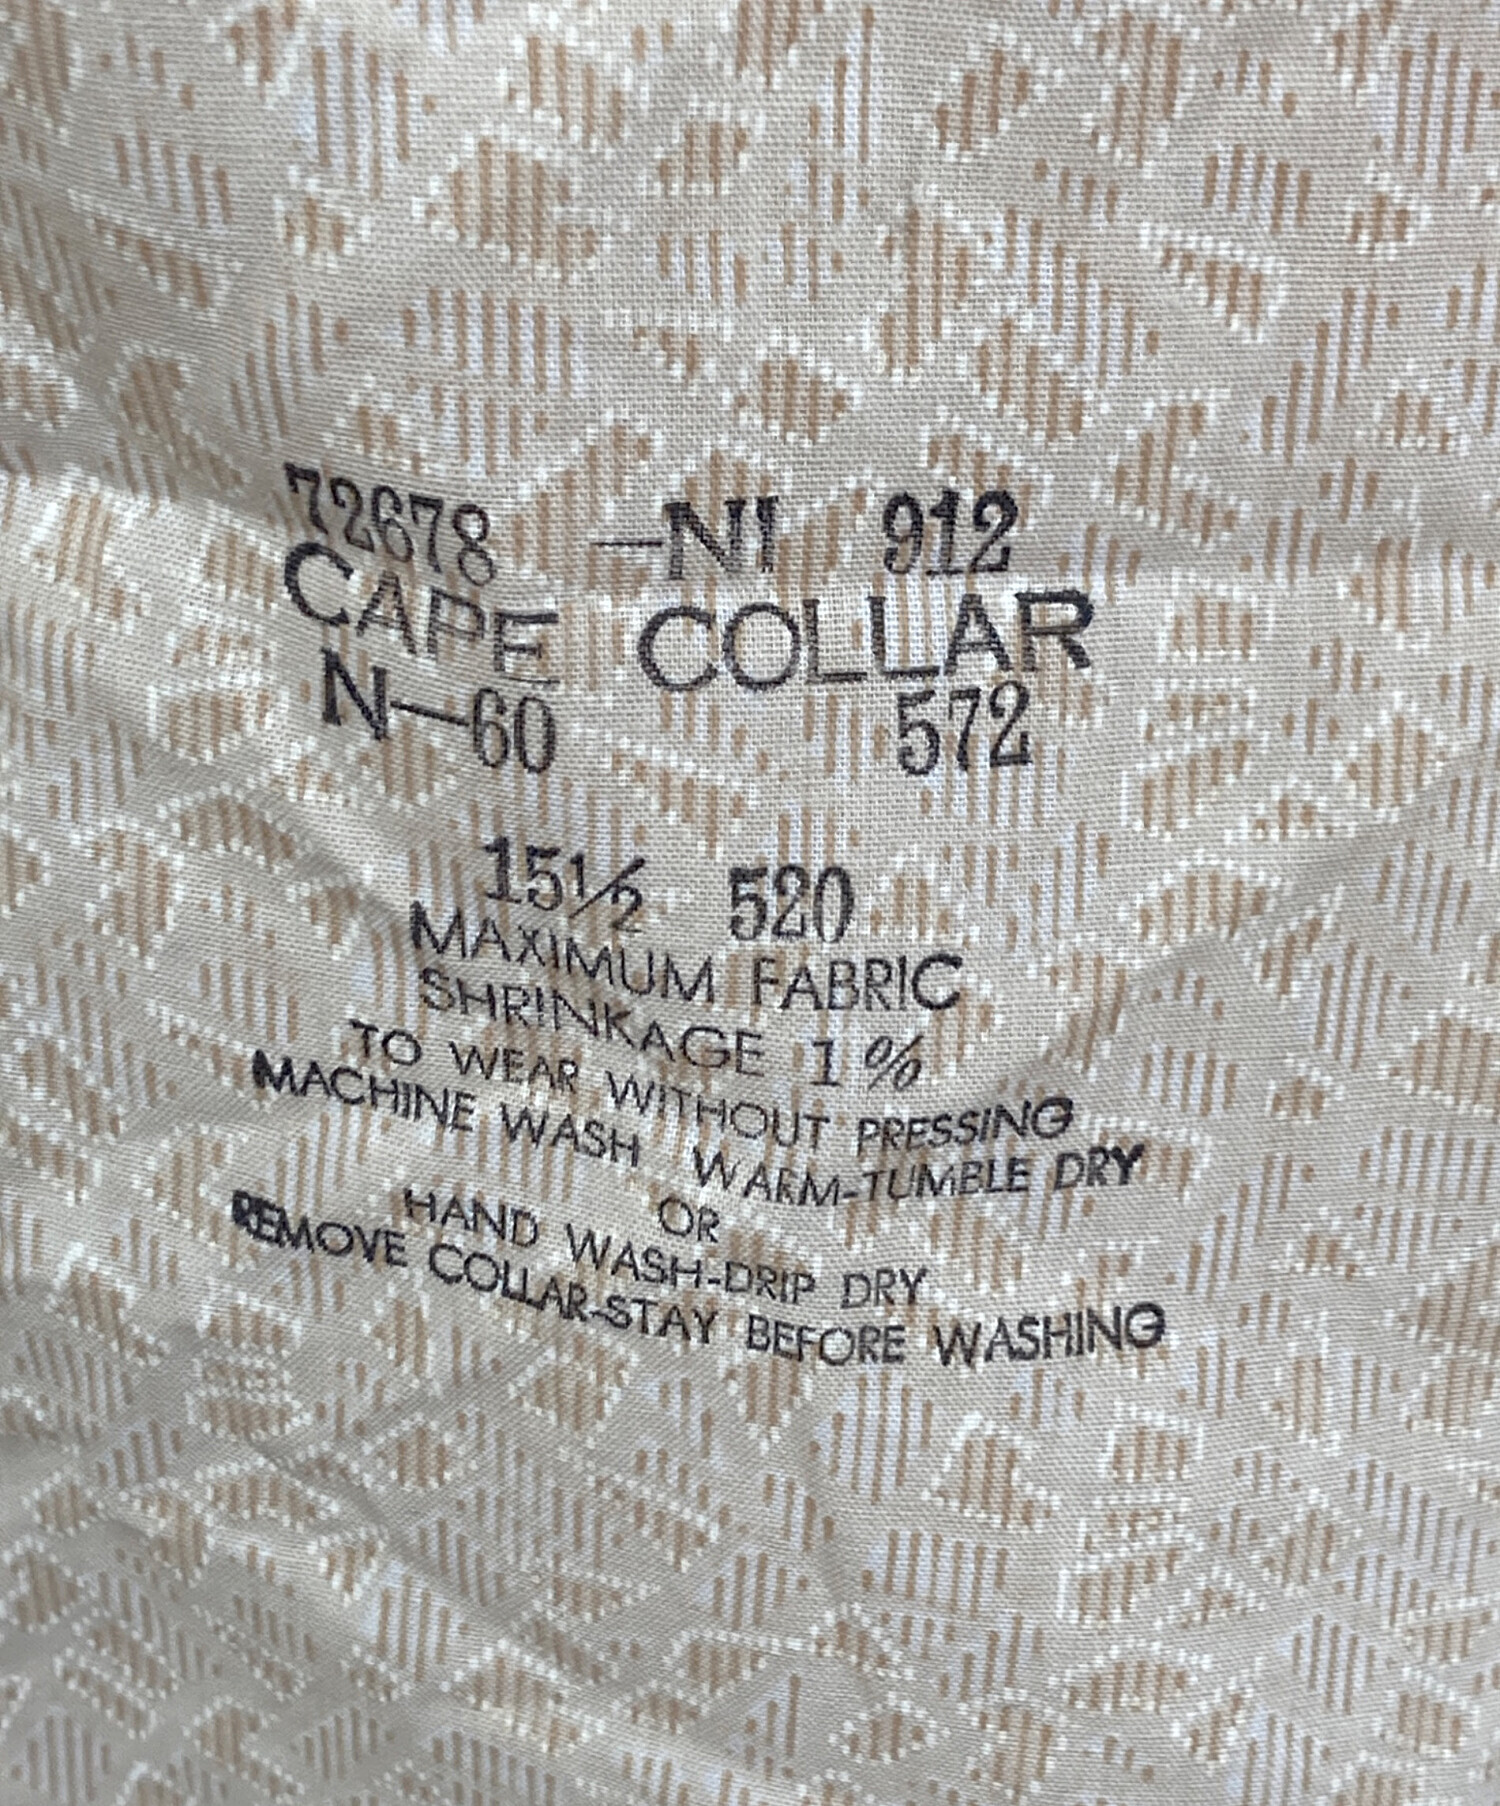 72678 —NI 912
CAPE COLLAR
N—60 572
15½ 520
MAXIMUM FABRIC
SHRINKAGE 1%
TO WEAR WITHOUT PRESSING
MACHINE WASH WARM-TUMBLE DRY
OR
HAND WASH-DRIP DRY
REMOVE COLLAR-STAY BEFORE WASHING